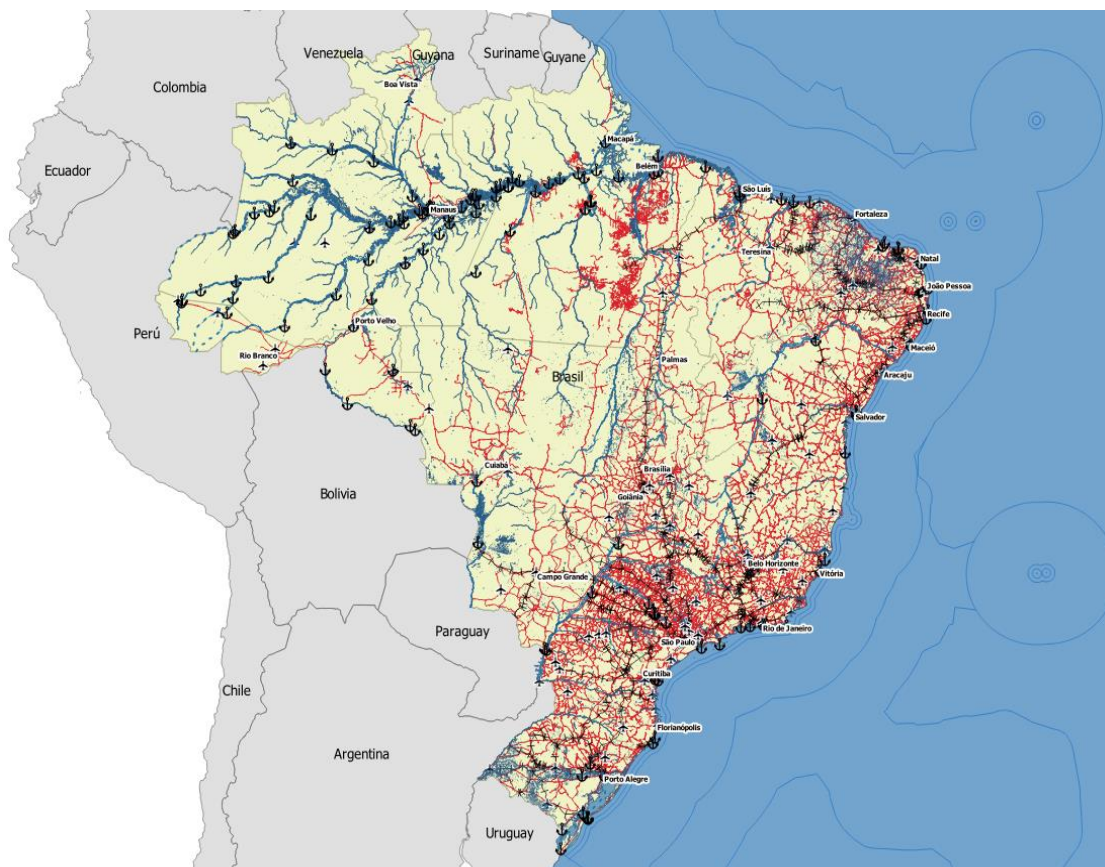 Venezuela
Guyana
Suriname
Guyane
Colombia
Boa Vista
Ecuador
Macapá
Belém
São Luis
Manaus
Fortaleza
Teresina
Natal
João Pessoa
Recife
Perú
Porto Velho
Maceió
Rio Branco
Palmas
Brasil
Aracaju
Salvador
Cuiabá
Brasília
Bolivia
Goiânia
Belo Horizonte
Vitória
Campo Grande
Paraguay
Rio de Janeiro
São Paulo
Curitiba
Chile
Florianópolis
Argentina
Porto Alegre
Uruguay